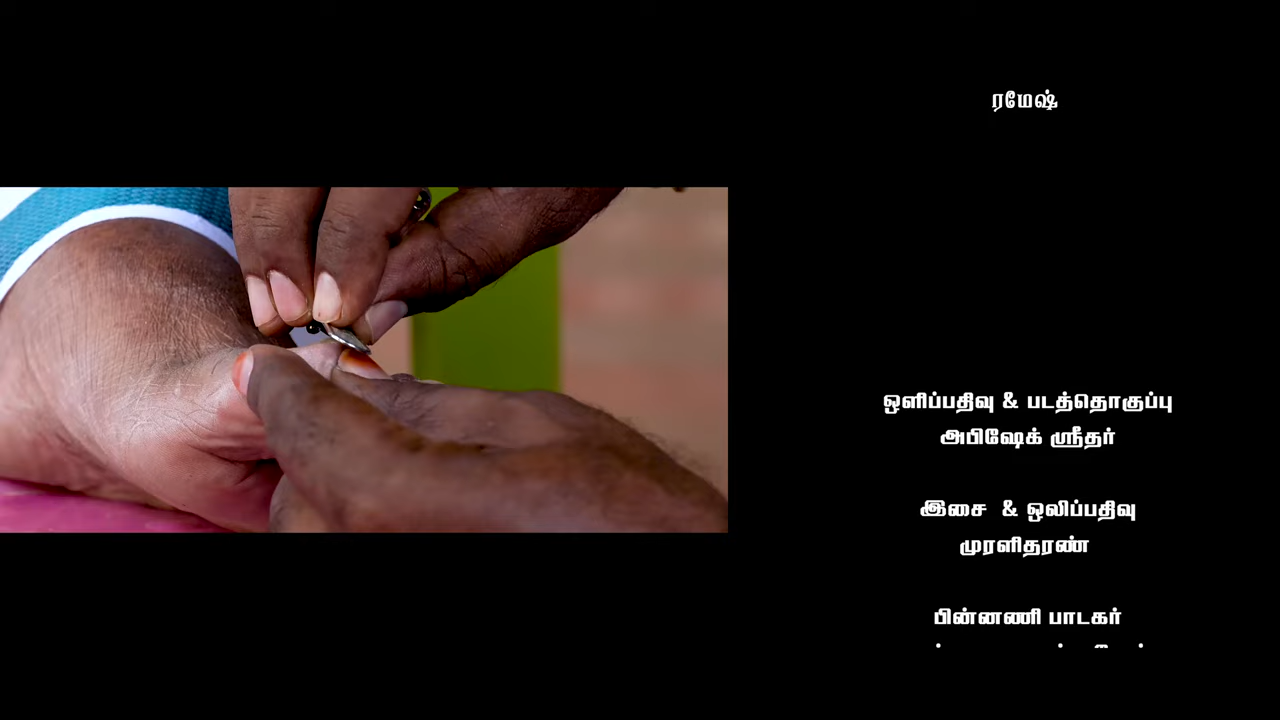 ரமேஷ்
ஒளிப்பதிவு & படத்தொகுப்பு
அபிஷேக் ஸ்ரீதர்
இசை & ஒலிப்பதிவு
முரளிதரண்
பின்னணி பாடகர்